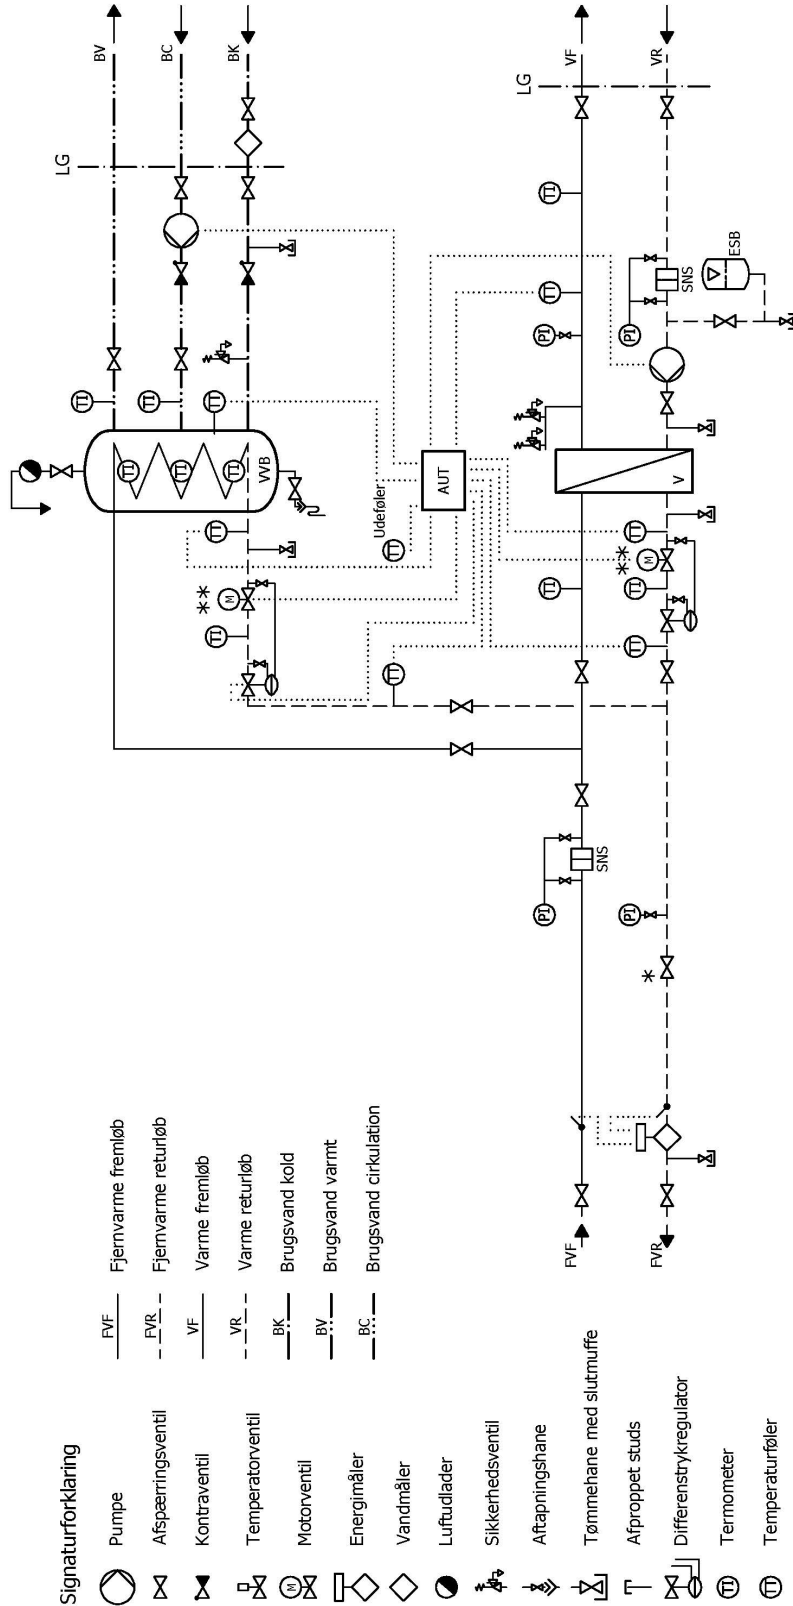 Signaturforklaring
Pumpe
Afspærringsventil
Kontraventil
Temperatorventil
M Motorventil
Energimåler
Vandmåler
Luftudlader
Sikkerhedsventil
Aftapningshane
Tømmehane med slutmuffe
Afproppet studs
Differenstrykregulator
TI Termometer
TT Temperaturføler
FVF Fjernvarme fremløb
FVR Fjernvarme returløb
VF Varme fremløb
VR Varme returløb
BK Brugsvand kold
BV Brugsvand varmt
BC Brugsvand cirkulation
LG
TI
BV
TI
TI
BC
TI
TT
TI
TT
TI
M
**
VVB
BK
Udeføler
TT
TT
AUT
LG
PI
TI
PI
TT
TI
FVF
SNS
VF
PI
TT
TI
M
**
TT
PI
*
SNS
FVR
V
VR
ESB